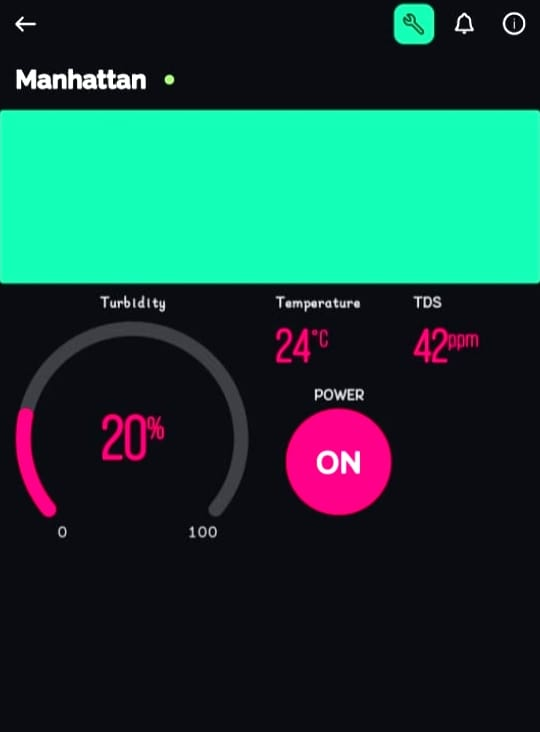 Manhattan
Turbidity
Temperature
TDS
24°C
42ppm
POWER
20%
ON
0
100